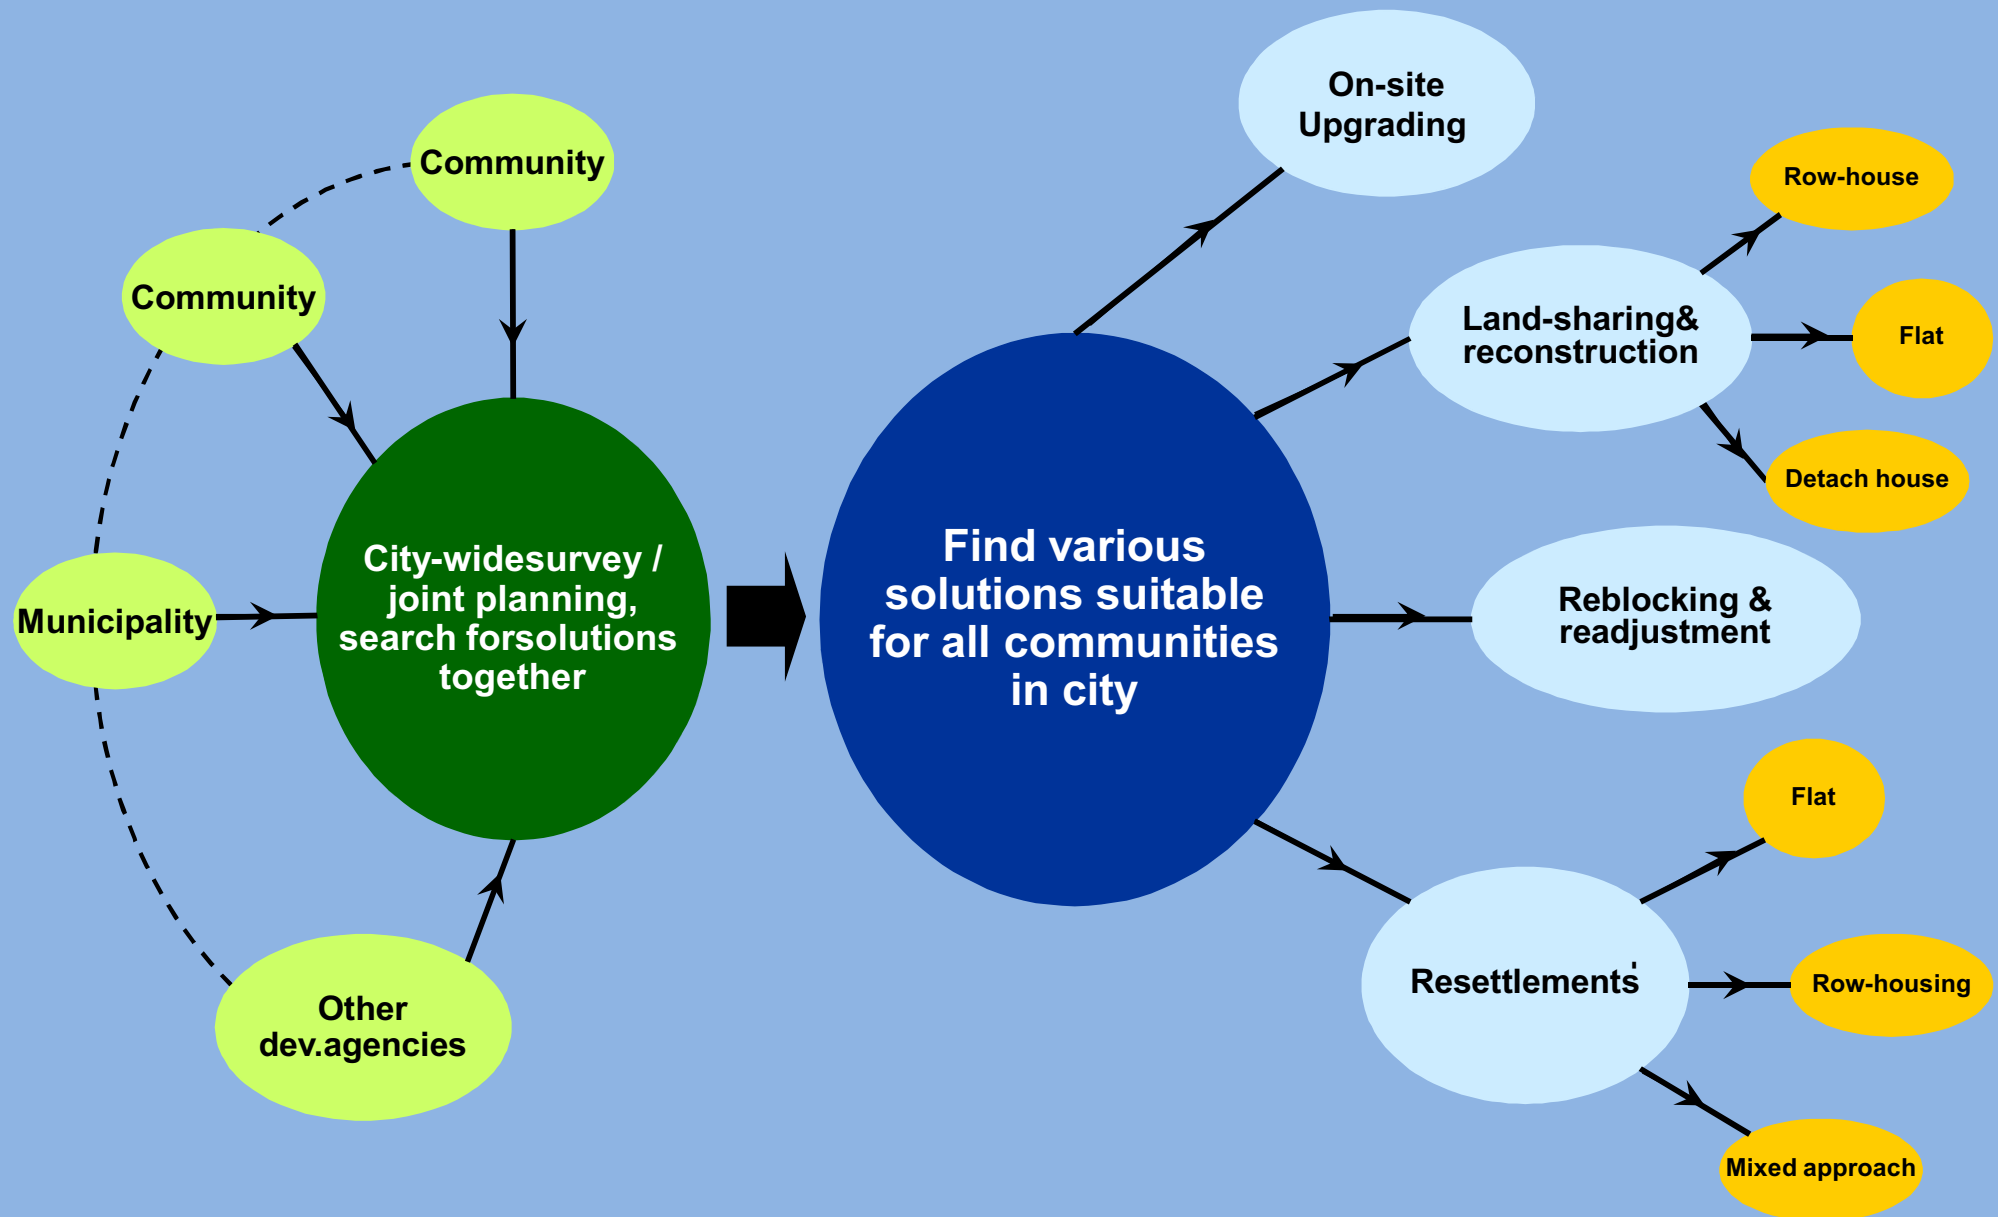 Community
Community
Municipality
Other
dev.agencies
City-widesurvey /
joint planning,
search forsolutions
together
Find various
solutions suitable
for all communities
in city
On-site
Upgrading
Land-sharing&
reconstruction
Row-house
Flat
Detach house
Reblocking &
readjustment
Resettlements'
Flat
Row-housing
Mixed approach